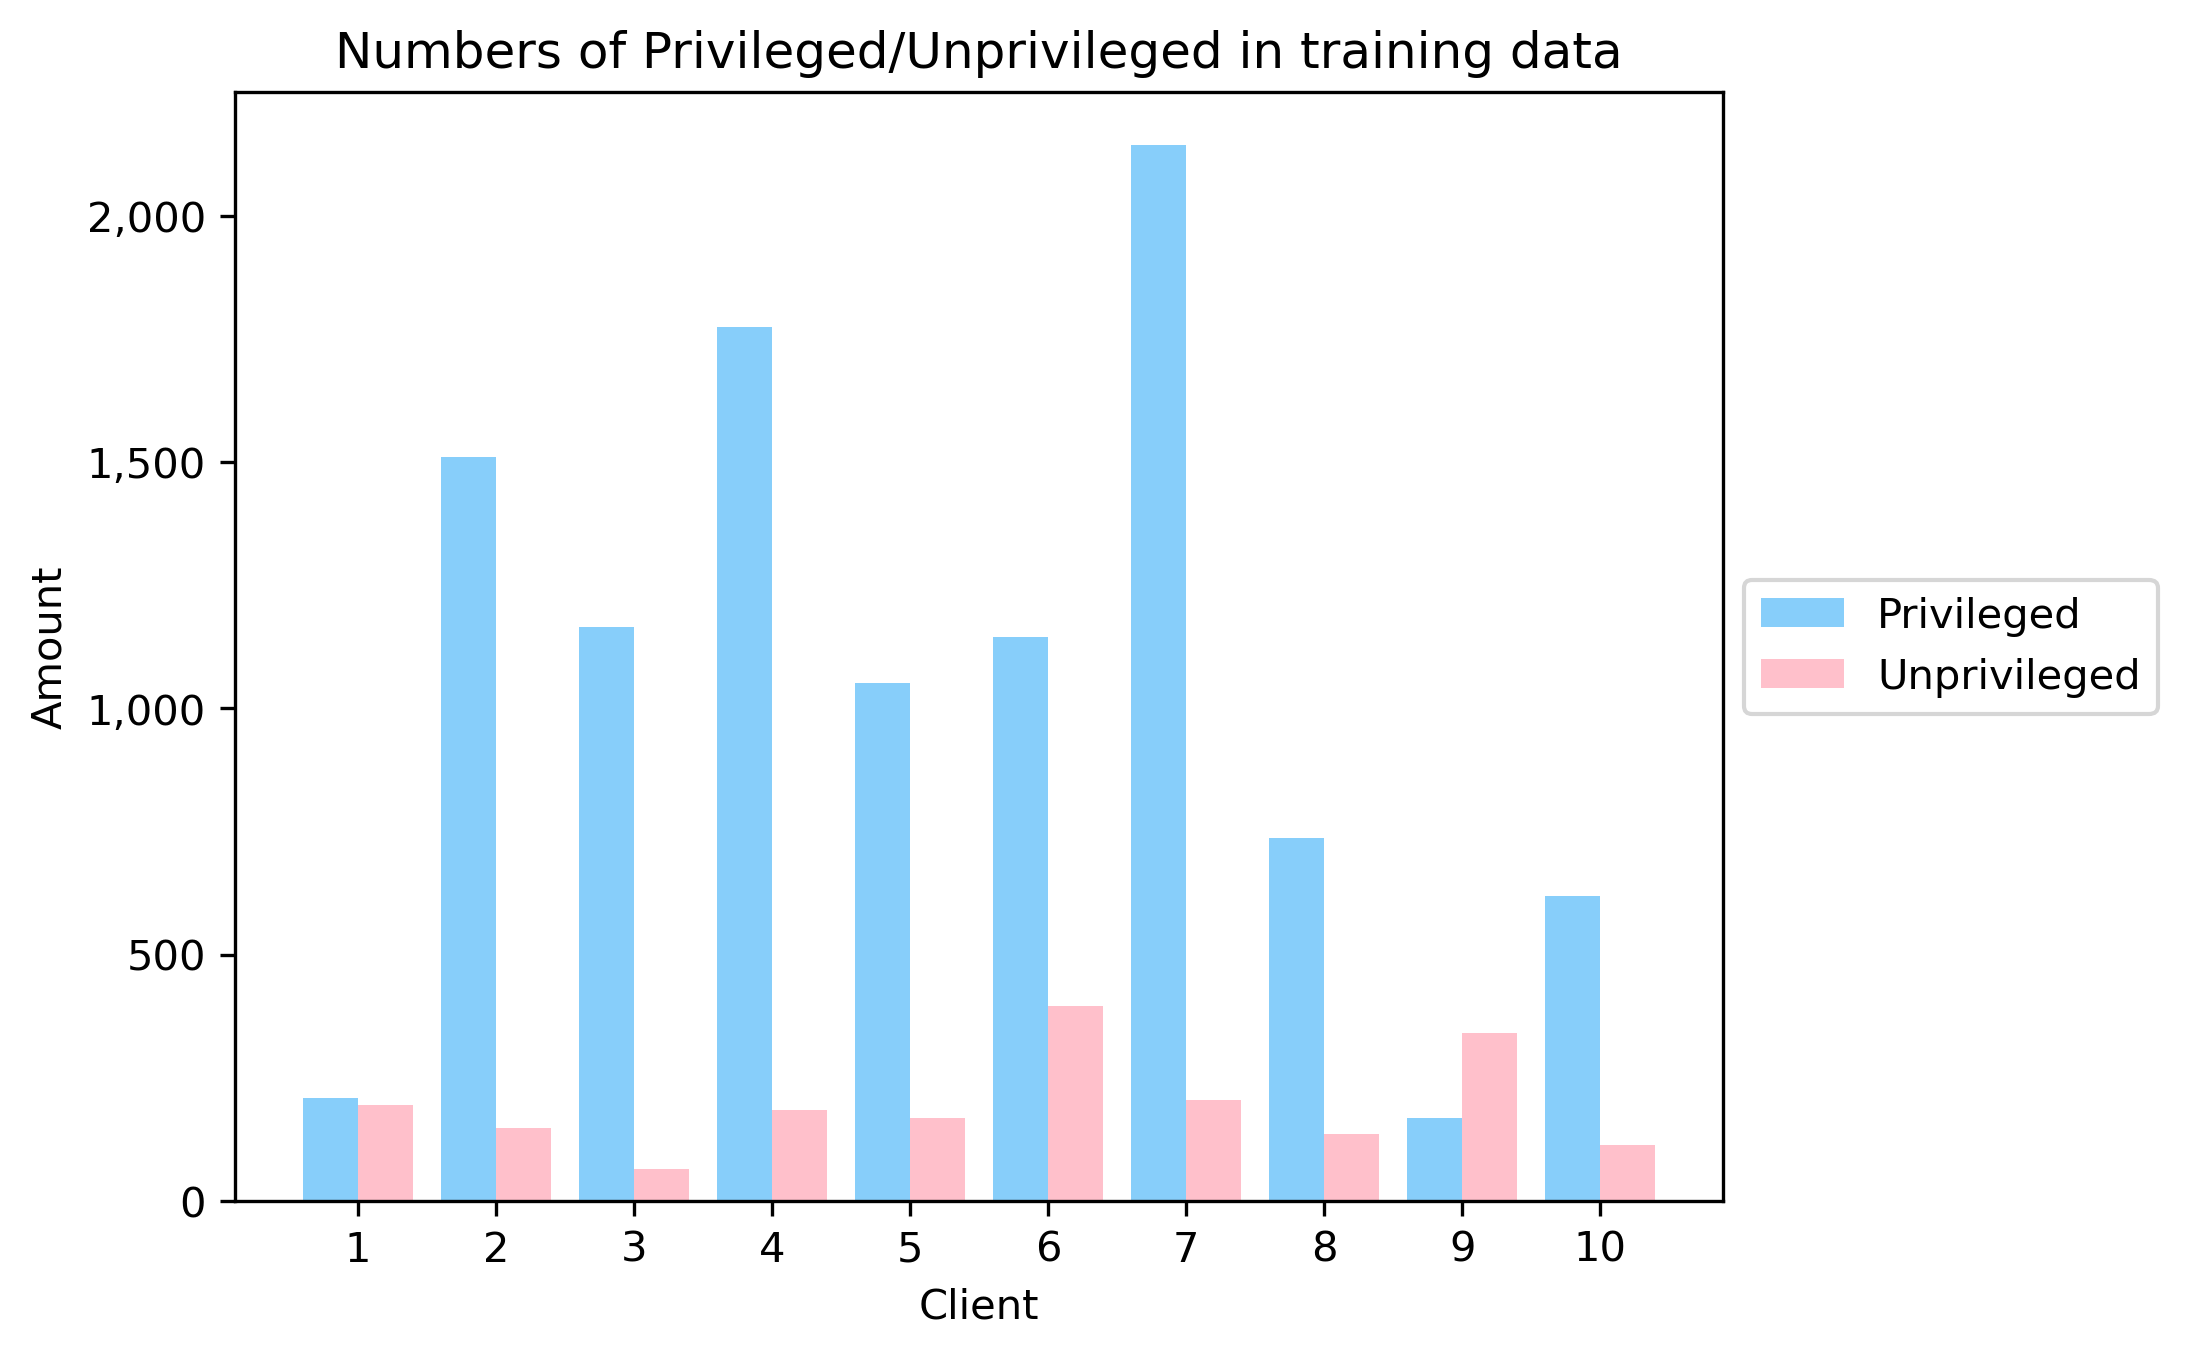 Numbers of Privileged/Unprivileged in training data
2,000
1,500
1,000
500
0
Amount
1 2 3 4 5 6 7 8 9 10
Client
Privileged
Unprivileged